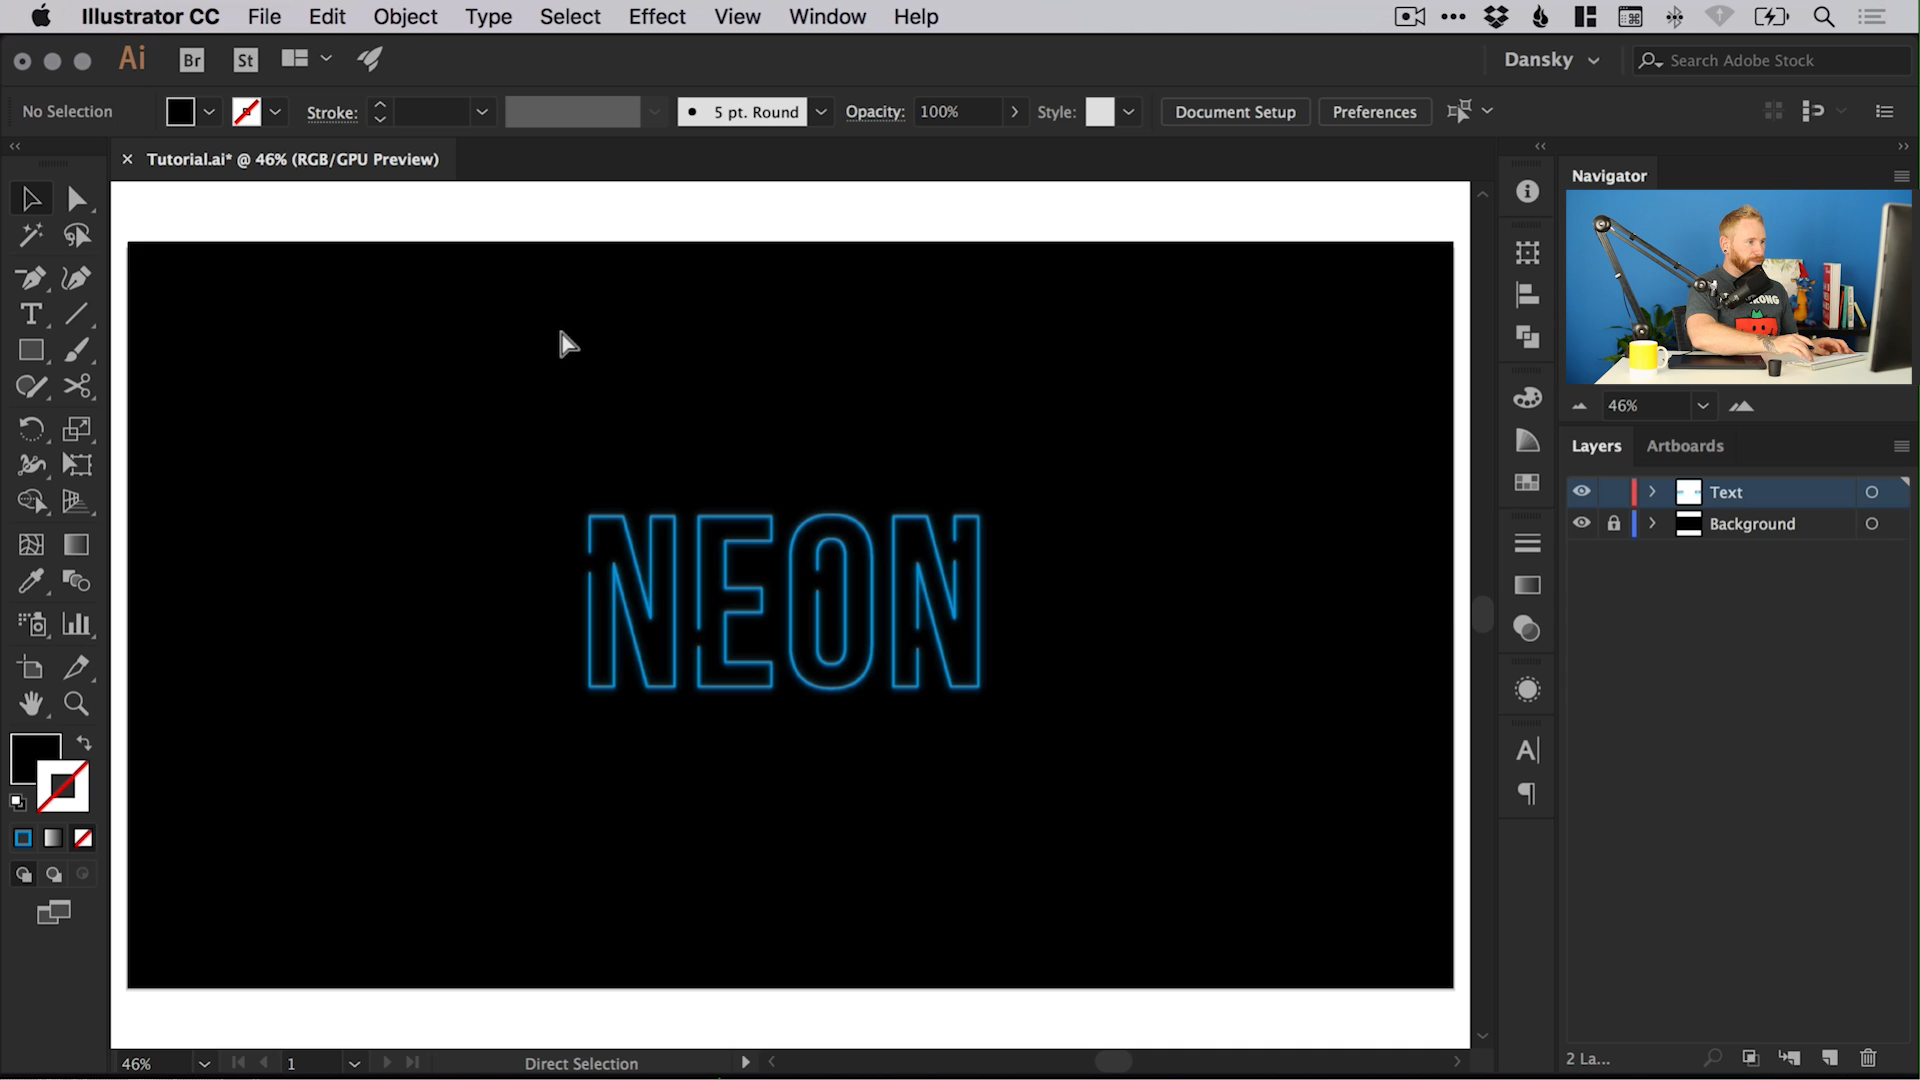 Illustrator CC File Edit Object Type Select Effect View Window Help
Ai Br St Dansky Search Adobe Stock
No Selection Stroke: 5 pt. Round Opacity: 100% Style: Document Setup Preferences
Tutorial.ai* @ 46% (RGB/GPU Preview)
Navigator
STRONG
46%
Layers Artboards
Text
Background
NEON
46% 1 Direct Selection
2 La...